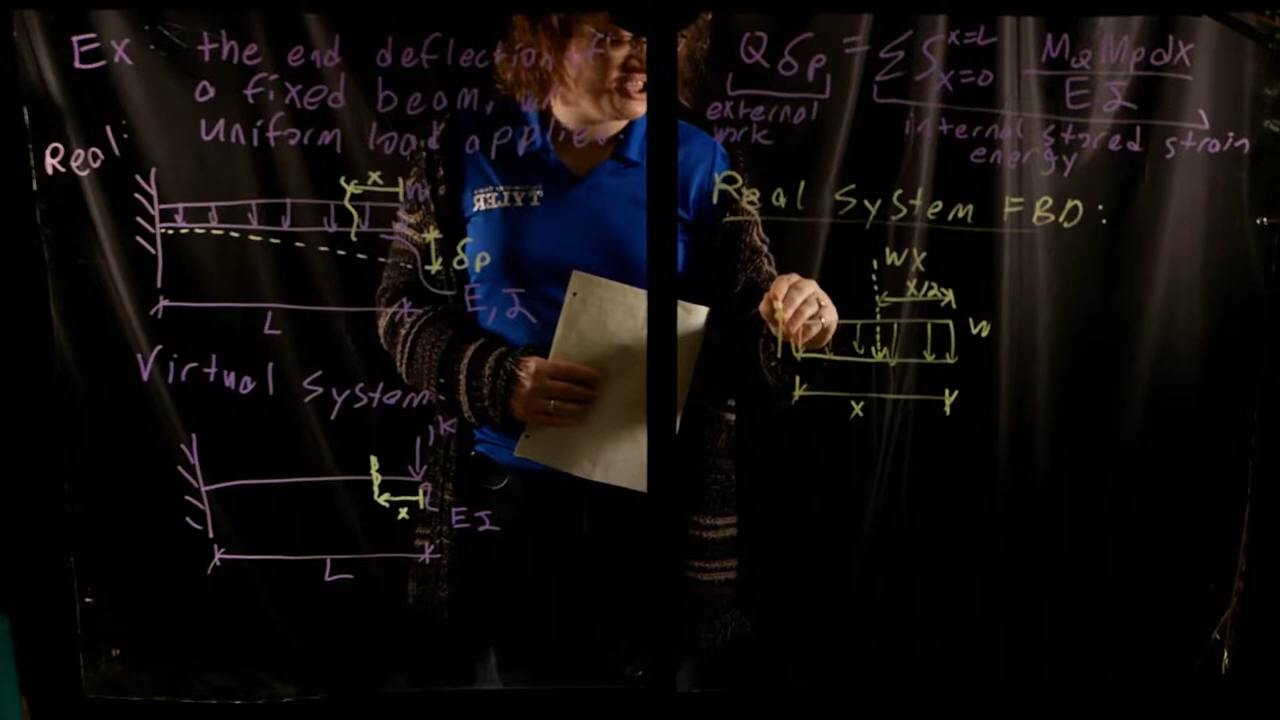 Ex: the end deflection of
a fixed beam, w
uniform load applied.
Real:
x
w
δp
E, I
L
Virtual System:
1k
x
Q
EI
L
Qδp = Σ ∫ x=L x=0 MQ Mp dx / EI
external work
internal stored strain energy
Real System FBD:
wx
x/2
w
x
TYLER